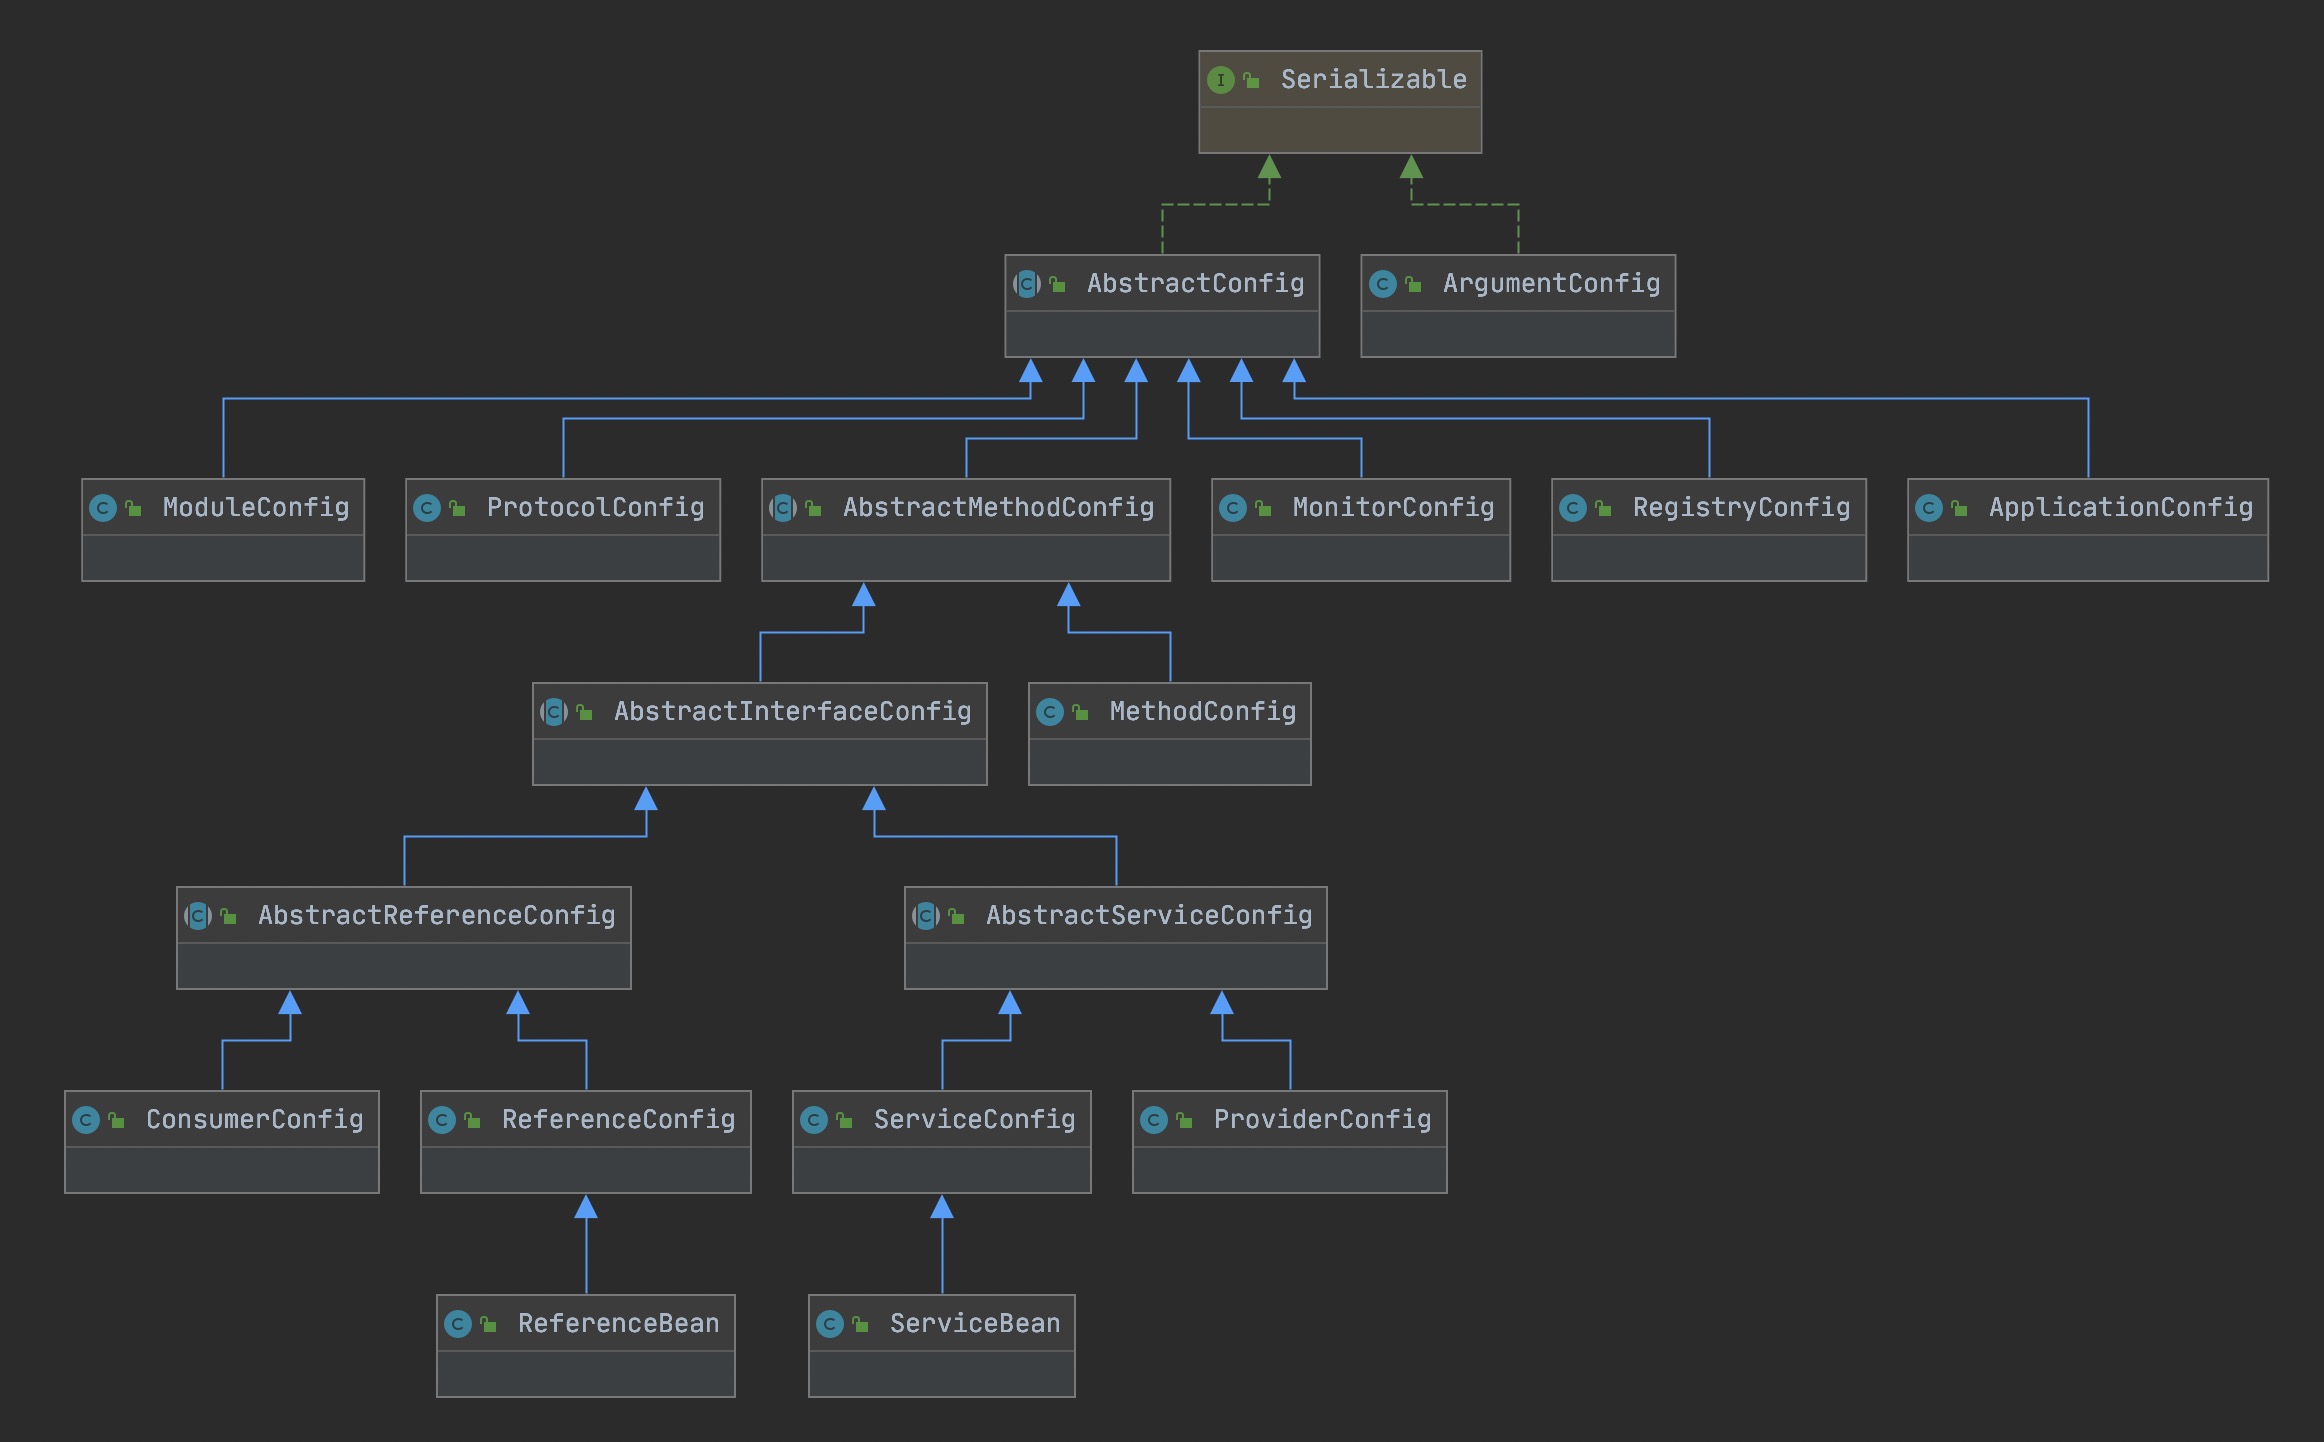 I Serializable
C AbstractConfig
C ArgumentConfig
C ModuleConfig
C ProtocolConfig
C AbstractMethodConfig
C MonitorConfig
C RegistryConfig
C ApplicationConfig
C AbstractInterfaceConfig
C MethodConfig
C AbstractReferenceConfig
C AbstractServiceConfig
C ConsumerConfig
C ReferenceConfig
C ServiceConfig
C ProviderConfig
C ReferenceBean
C ServiceBean